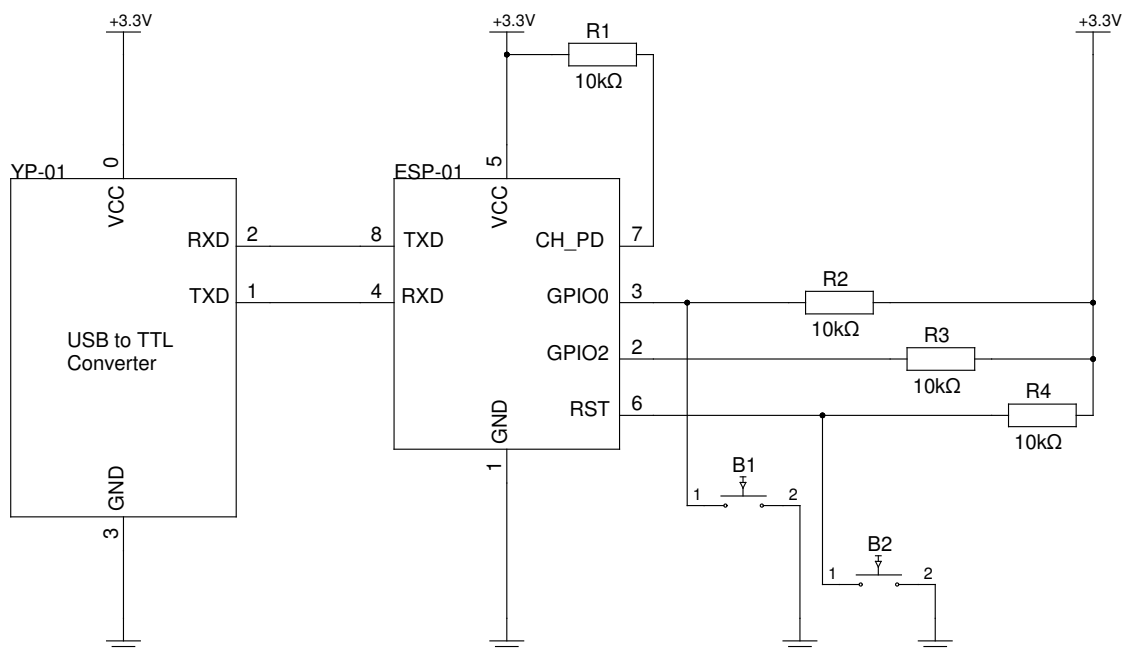 +3.3V
+3.3V
+3.3V
R1
10kΩ
YP-01
0
VCC
RXD
2
TXD
1
USB to TTL
Converter
GND
3
ESP-01
5
VCC
8
TXD
4
RXD
CH_PD
7
GPIO0
3
GPIO2
2
RST
6
GND
1
R2
10kΩ
R3
10kΩ
R4
10kΩ
B1
1
2
B2
1
2